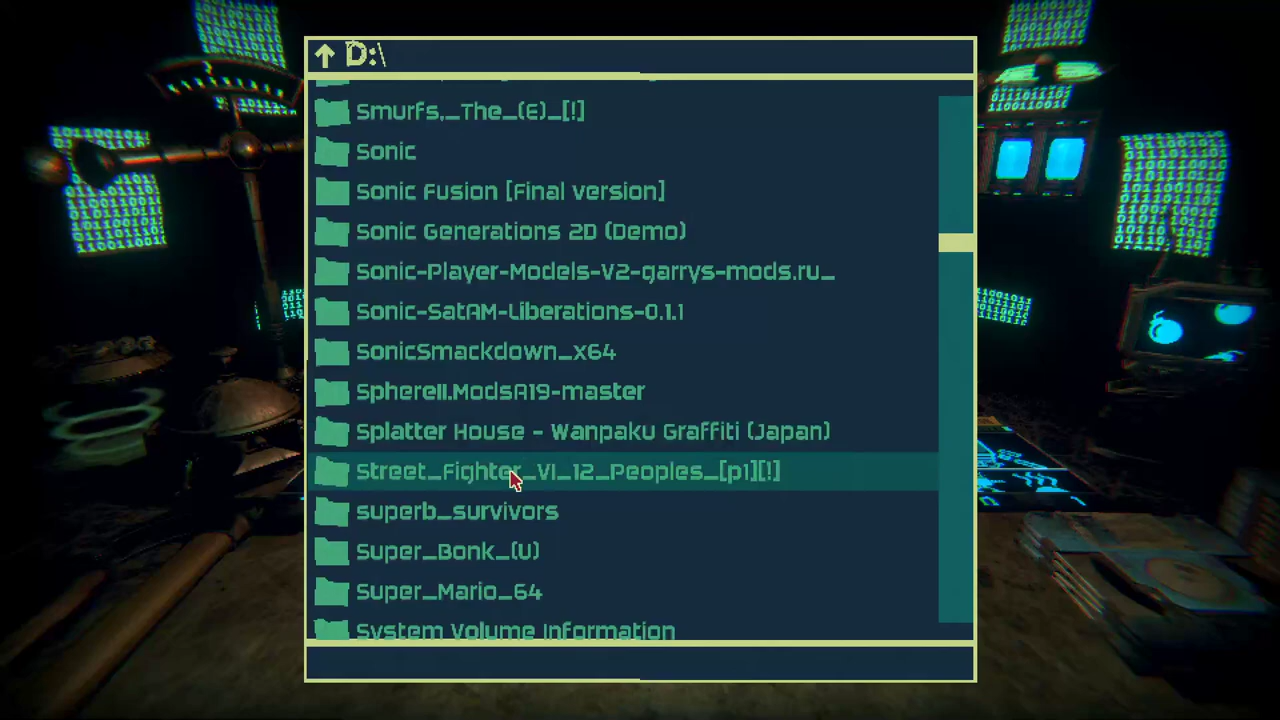 D:\
Smurfs,_The_(E)_[!]
Sonic
Sonic Fusion [Final version]
Sonic Generations 2D (Demo)
Sonic-Player-Models-V2-garrys-mods.ru_
Sonic-SatAM-Liberations-0.1.1
SonicSmackdown_x64
SphereII.ModsA19-master
Splatter House - Wanpaku Graffiti (Japan)
Street_Fighter_VI_12_Peoples_[p1][!]
superb_survivors
Super_Bonk_(U)
Super_Mario_64
System Volume Information